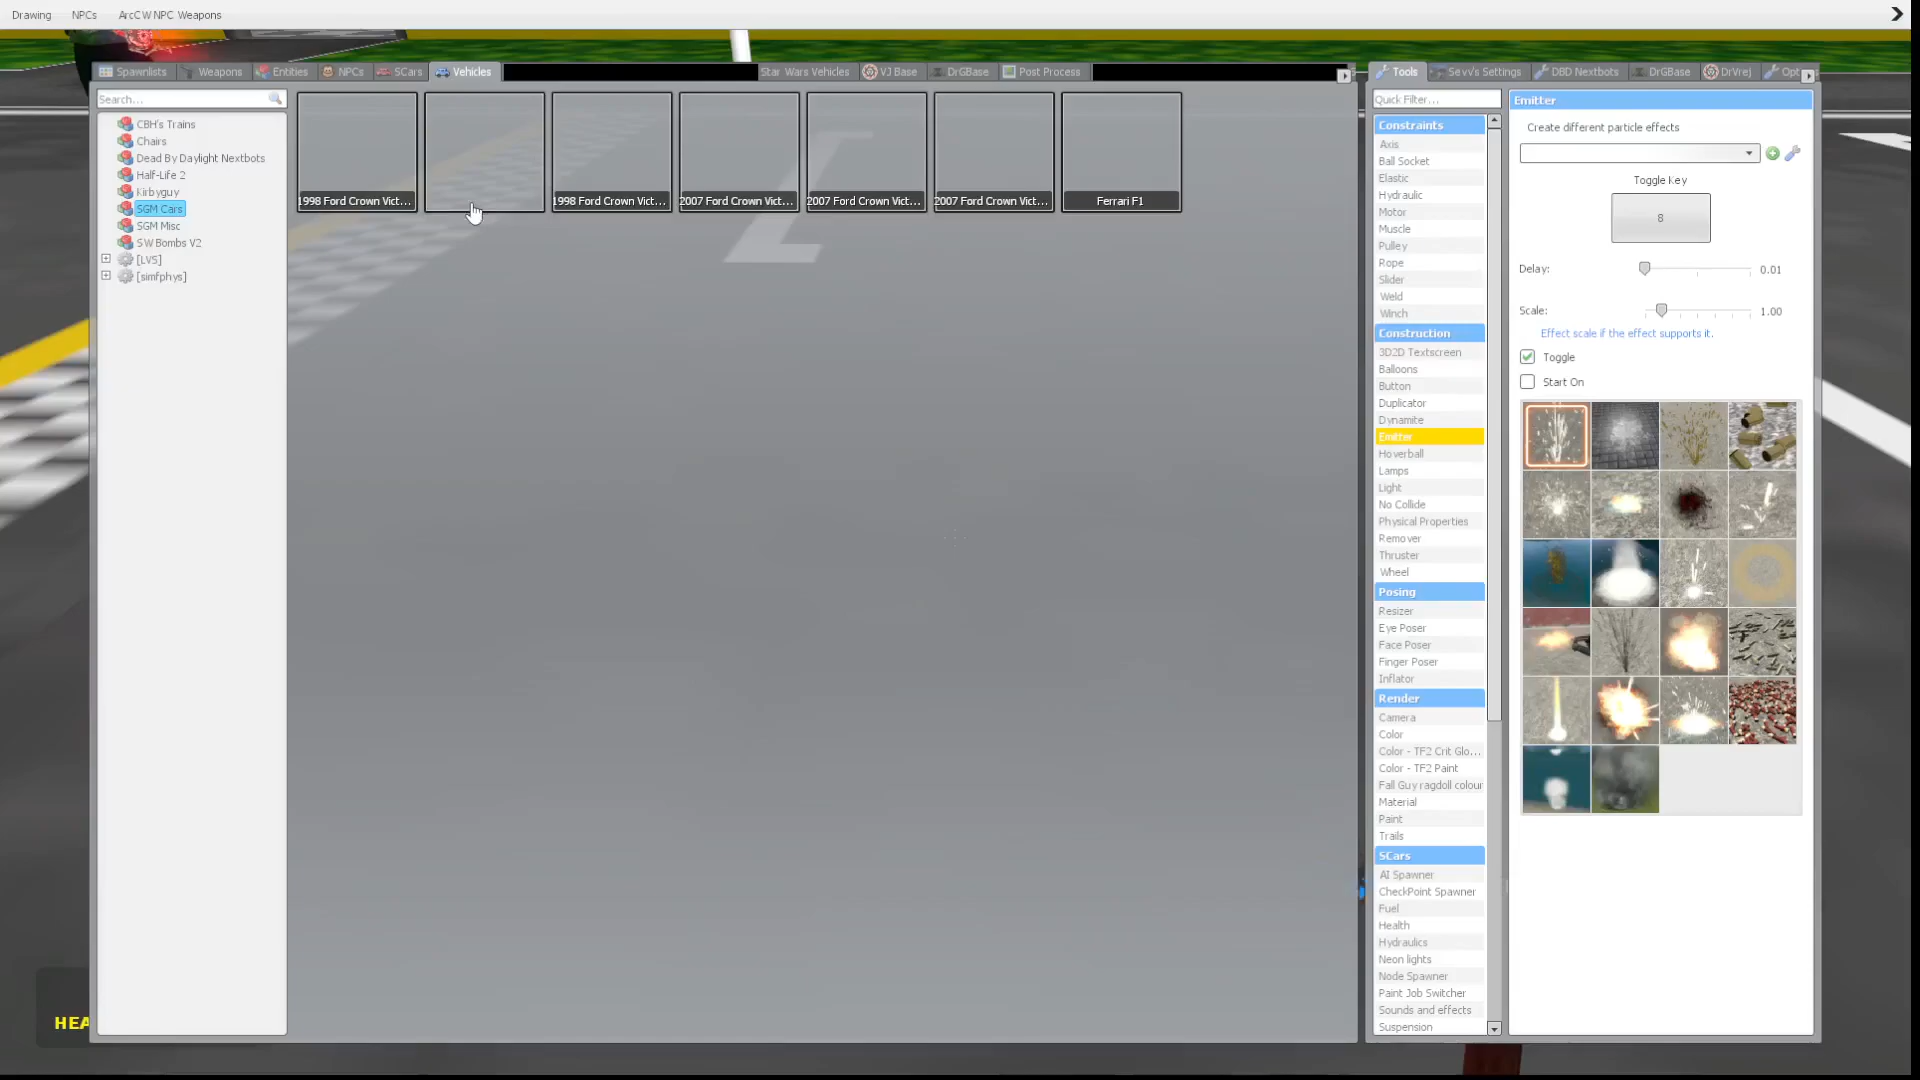 Drawing NPCs ArcCW NPC Weapons
Spawnlists Weapons Entities NPCs SCars Vehicles Star Wars Vehicles VJ Base DrGBase Post Process
Search...
CBH's Trains
Chairs
Dead By Daylight Nextbots
Half-Life 2
Kirbyguy
SGM Cars
SGM Misc
SW Bombs V2
[LVS]
[simfphys]
1998 Ford Crown Vict... 1998 Ford Crown Vict... 2007 Ford Crown Vict... 2007 Ford Crown Vict... 2007 Ford Crown Vict... Ferrari F1
HEA
Tools Sevv's Settings DBD Nextbots DrGBase DrVrej Opt
Quick Filter...
Constraints
Axis
Ball Socket
Elastic
Hydraulic
Motor
Muscle
Pulley
Rope
Slider
Weld
Winch
Construction
3D2D Textscreen
Balloons
Button
Duplicator
Dynamite
Emitter
Hoverball
Lamps
Light
No Collide
Physical Properties
Remover
Thruster
Wheel
Posing
Resizer
Eye Poser
Face Poser
Finger Poser
Inflator
Render
Camera
Color
Color - TF2 Crit Glo...
Color - TF2 Paint
Fall Guy ragdoll colour
Material
Paint
Trails
SCars
AI Spawner
CheckPoint Spawner
Fuel
Health
Hydraulics
Neon lights
Node Spawner
Paint Job Switcher
Sounds and effects
Suspension
Emitter
Create different particle effects
Toggle Key
8
Delay: 0.01
Scale: 1.00
Effect scale if the effect supports it.
Toggle
Start On